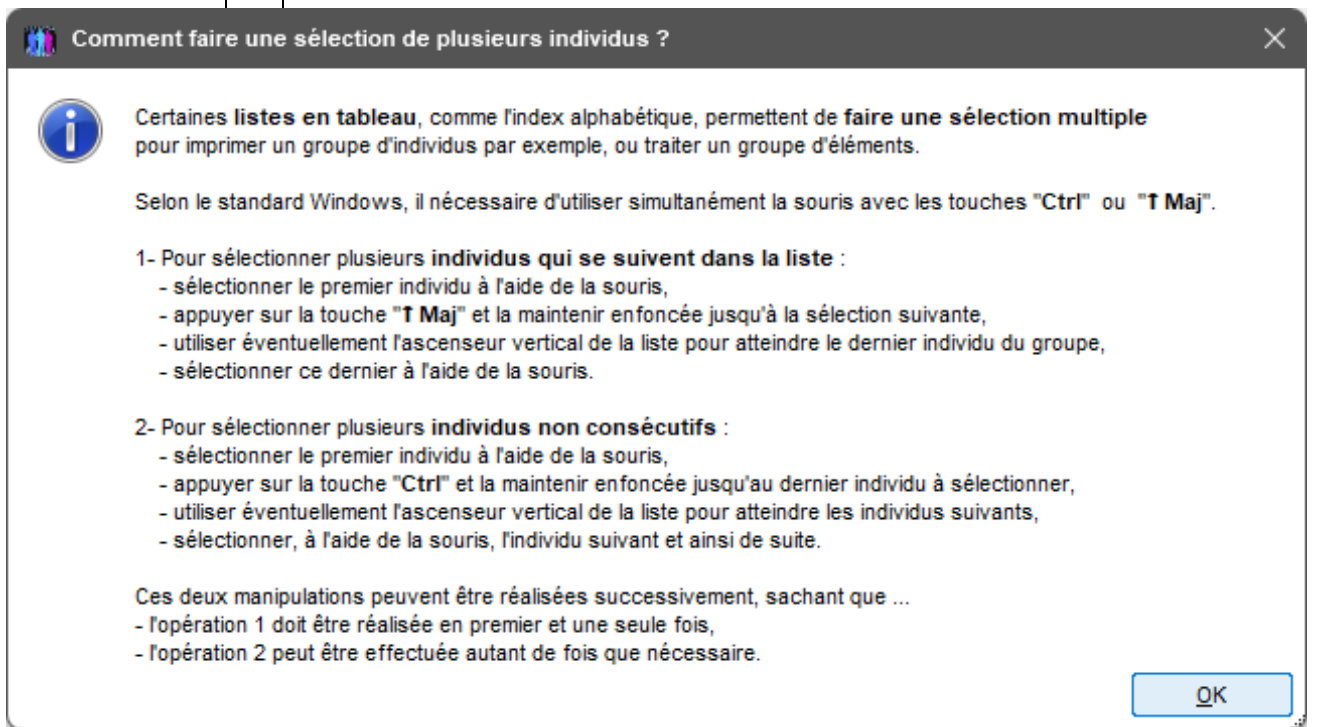 Comment faire une sélection de plusieurs individus ?
Certaines listes en tableau, comme l'index alphabétique, permettent de faire une sélection multiple
pour imprimer un groupe d'individus par exemple, ou traiter un groupe d'éléments.
Selon le standard Windows, il nécessaire d'utiliser simultanément la souris avec les touches "Ctrl" ou "↑ Maj".
1- Pour sélectionner plusieurs individus qui se suivent dans la liste :
- sélectionner le premier individu à l'aide de la souris,
- appuyer sur la touche "↑ Maj" et la maintenir enfoncée jusqu'à la sélection suivante,
- utiliser éventuellement l'ascenseur vertical de la liste pour atteindre le dernier individu du groupe,
- sélectionner ce dernier à l'aide de la souris.
2- Pour sélectionner plusieurs individus non consécutifs :
- sélectionner le premier individu à l'aide de la souris,
- appuyer sur la touche "Ctrl" et la maintenir enfoncée jusqu'au dernier individu à sélectionner,
- utiliser éventuellement l'ascenseur vertical de la liste pour atteindre les individus suivants,
- sélectionner, à l'aide de la souris, l'individu suivant et ainsi de suite.
Ces deux manipulations peuvent être réalisées successivement, sachant que ...
- l'opération 1 doit être réalisée en premier et une seule fois,
- l'opération 2 peut être effectuée autant de fois que nécessaire.
OK